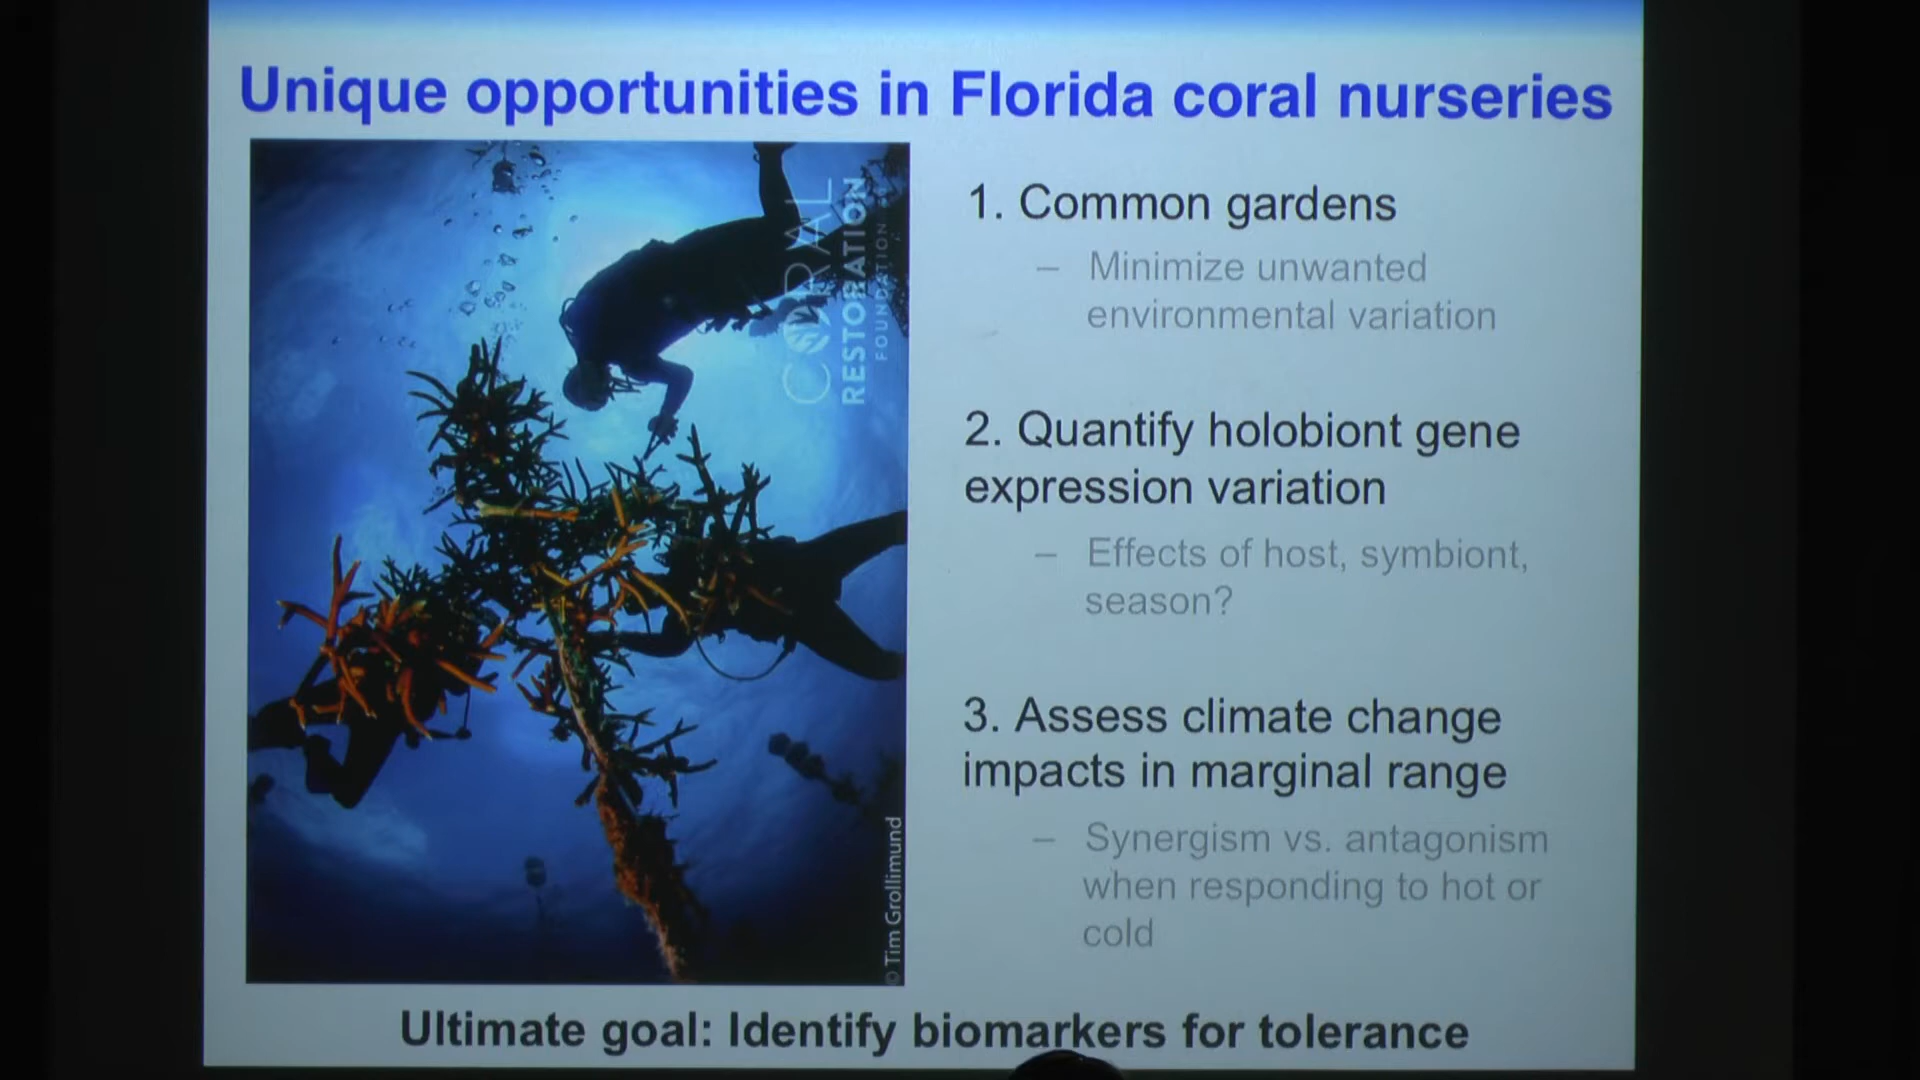 Unique opportunities in Florida coral nurseries
CORAL
RESTORATION
FOUNDATION
© Tim Grollimund
1. Common gardens
– Minimize unwanted
environmental variation
2. Quantify holobiont gene
expression variation
– Effects of host, symbiont,
season?
3. Assess climate change
impacts in marginal range
– Synergism vs. antagonism
when responding to hot or
cold
Ultimate goal: Identify biomarkers for tolerance